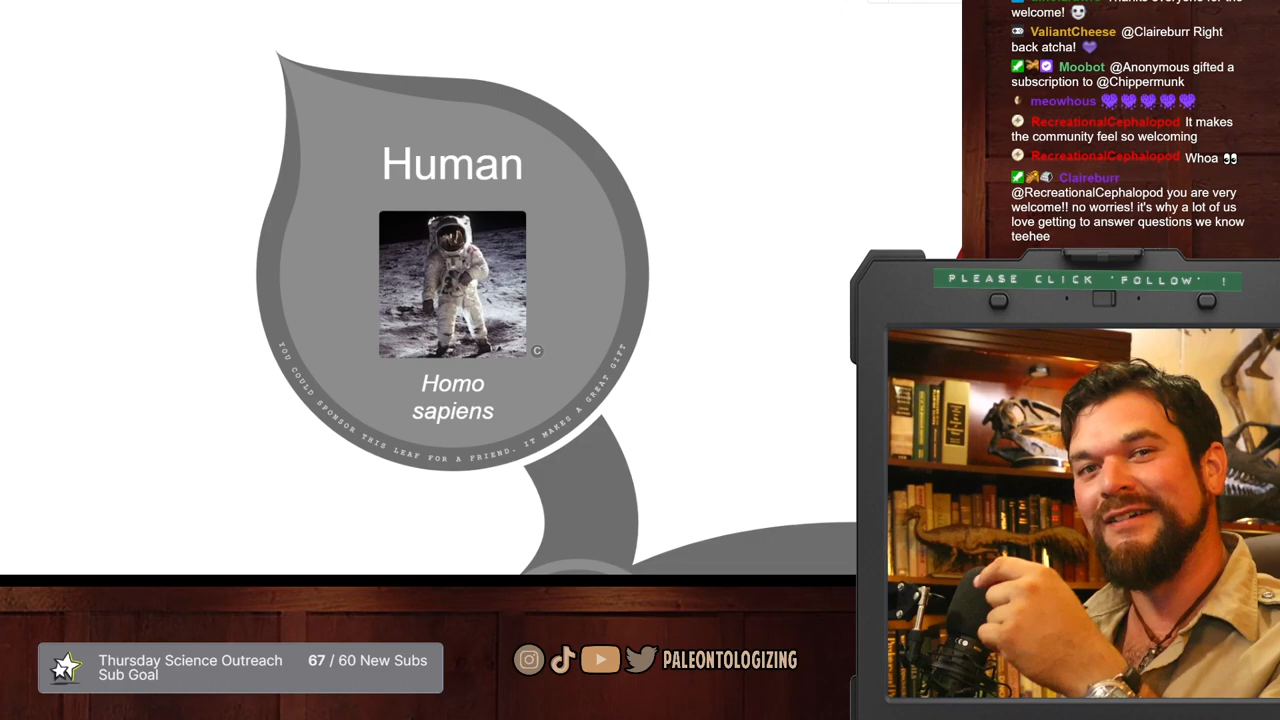 welcome!
ValiantCheese @Claireburr Right
back atcha!
Moobot @Anonymous gifted a
subscription to @Chippermunk
meowhous
RecreationalCephalopod It makes
the community feel so welcoming
RecreationalCephalopod Whoa
Claireburr
@RecreationalCephalopod you are very
welcome!! no worries! it's why a lot of us
love getting to answer questions we know
teehee
PLEASE CLICK 'FOLLOW' !
Human
C
Homo
sapiens
YOU COULD SPONSOR THIS LEAF FOR A FRIEND. IT MAKES A GREAT GIFT
Thursday Science Outreach 67 / 60 New Subs
Sub Goal
PALEONTOLOGIZING